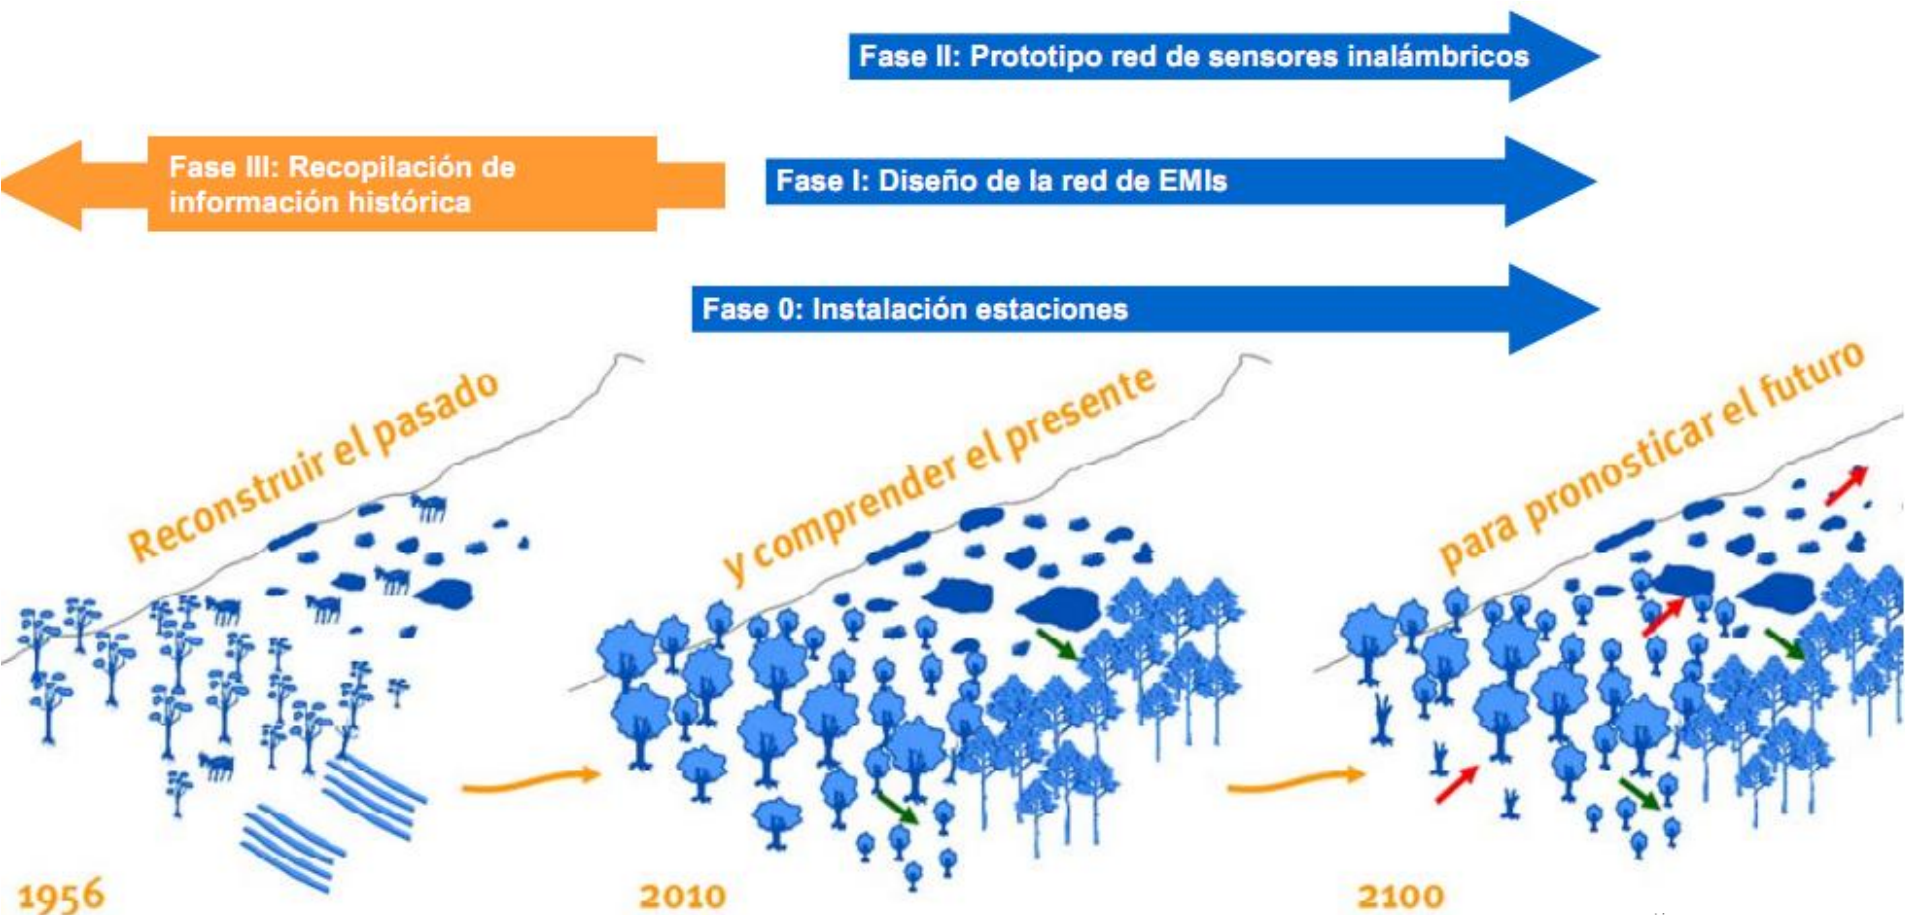 Fase II: Prototipo red de sensores inalámbricos
Fase III: Recopilación de
información histórica
Fase I: Diseño de la red de EMIs
Fase 0: Instalación estaciones
Reconstruir el pasado
y comprender el presente
para pronosticar el futuro
1956
2010
2100